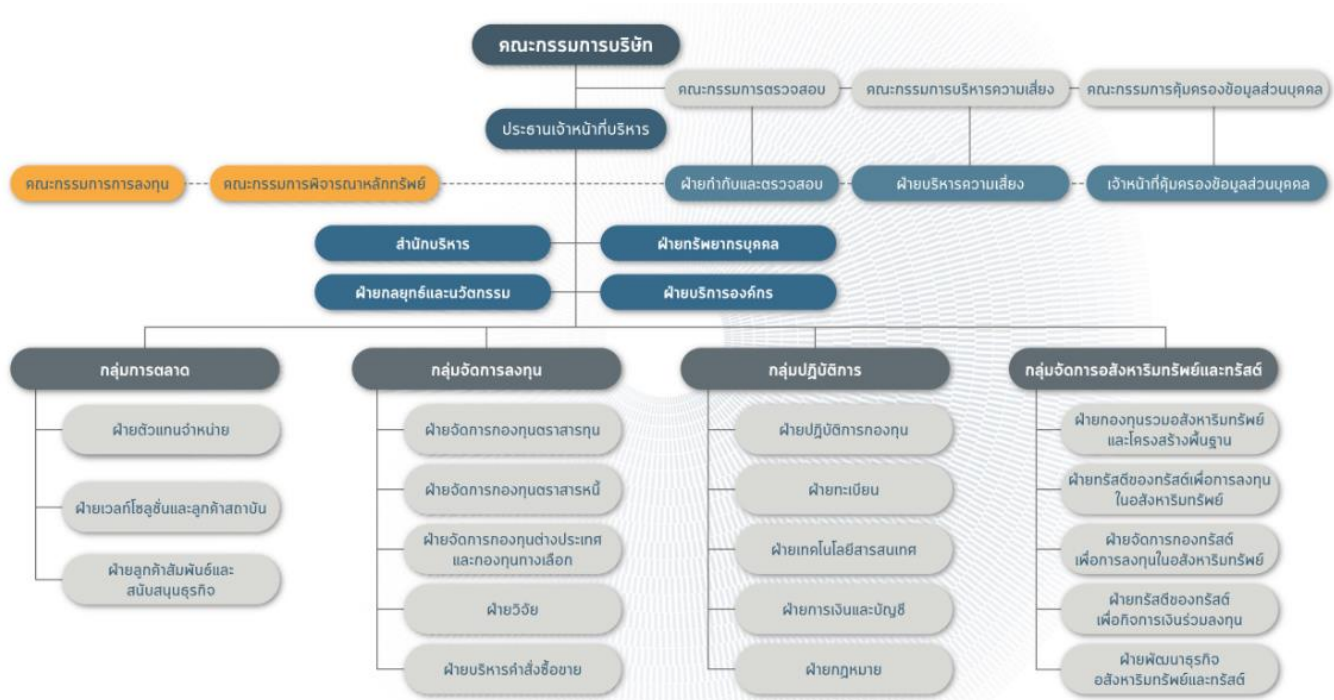 คณะกรรมการบริษัท
คณะกรรมการตรวจสอบ
คณะกรรมการบริหารความเสี่ยง
คณะกรรมการคุ้มครองข้อมูลส่วนบุคคล
ประธานเจ้าหน้าที่บริหาร
คณะกรรมการการลงทุน
คณะกรรมการพิจารณาหลักทรัพย์
ฝ่ายกำกับและตรวจสอบ
ฝ่ายบริหารความเสี่ยง
เจ้าหน้าที่คุ้มครองข้อมูลส่วนบุคคล
สำนักบริหาร
ฝ่ายทรัพยากรบุคคล
ฝ่ายกลยุทธ์และนวัตกรรม
ฝ่ายบริการองค์กร
กลุ่มการตลาด
ฝ่ายตัวแทนจำหน่าย
ฝ่ายเวลท์โซลูชั่นและลูกค้าสถาบัน
ฝ่ายลูกค้าสัมพันธ์และ
สนับสนุนธุรกิจ
กลุ่มจัดการลงทุน
ฝ่ายจัดการกองทุนตราสารทุน
ฝ่ายจัดการกองทุนตราสารหนี้
ฝ่ายจัดการกองทุนต่างประเทศ
และกองทุนทางเลือก
ฝ่ายวิจัย
ฝ่ายบริหารคำสั่งซื้อขาย
กลุ่มปฏิบัติการ
ฝ่ายปฏิบัติการกองทุน
ฝ่ายทะเบียน
ฝ่ายเทคโนโลยีสารสนเทศ
ฝ่ายการเงินและบัญชี
ฝ่ายกฎหมาย
กลุ่มจัดการอสังหาริมทรัพย์และทรัสต์
ฝ่ายกองทุนรวมอสังหาริมทรัพย์
และโครงสร้างพื้นฐาน
ฝ่ายทรัสตีของทรัสต์เพื่อการลงทุน
ในอสังหาริมทรัพย์
ฝ่ายจัดการกองทรัสต์
เพื่อการลงทุนในอสังหาริมทรัพย์
ฝ่ายทรัสตีของทรัสต์
เพื่อกิจการเงินร่วมลงทุน
ฝ่ายพัฒนาธุรกิจ
อสังหาริมทรัพย์และทรัสต์